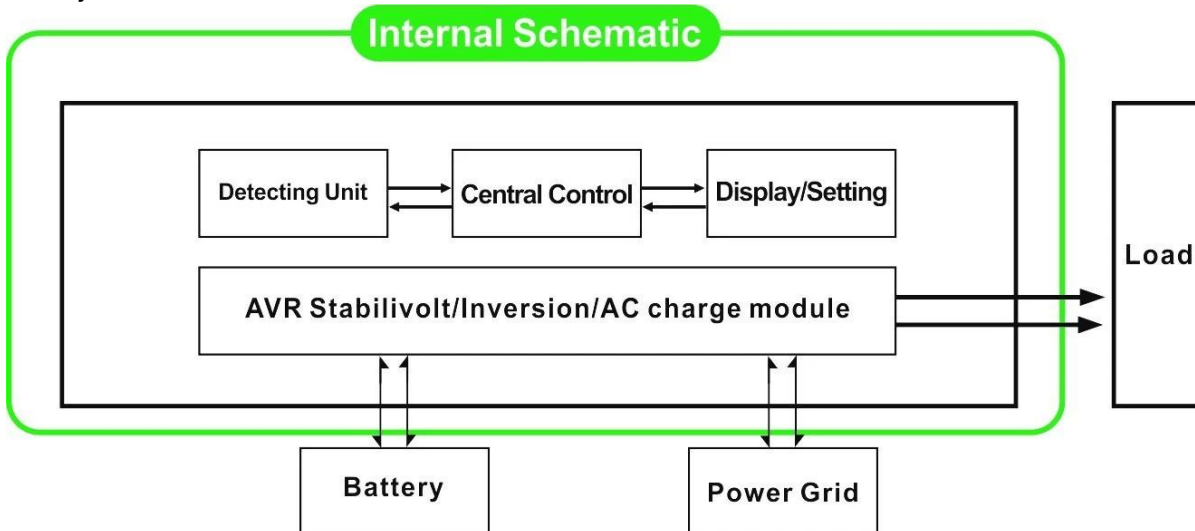 Internal Schematic
Detecting Unit
Central Control
Display/Setting
Load
AVR Stabilivolt/Inversion/AC charge module
Battery
Power Grid